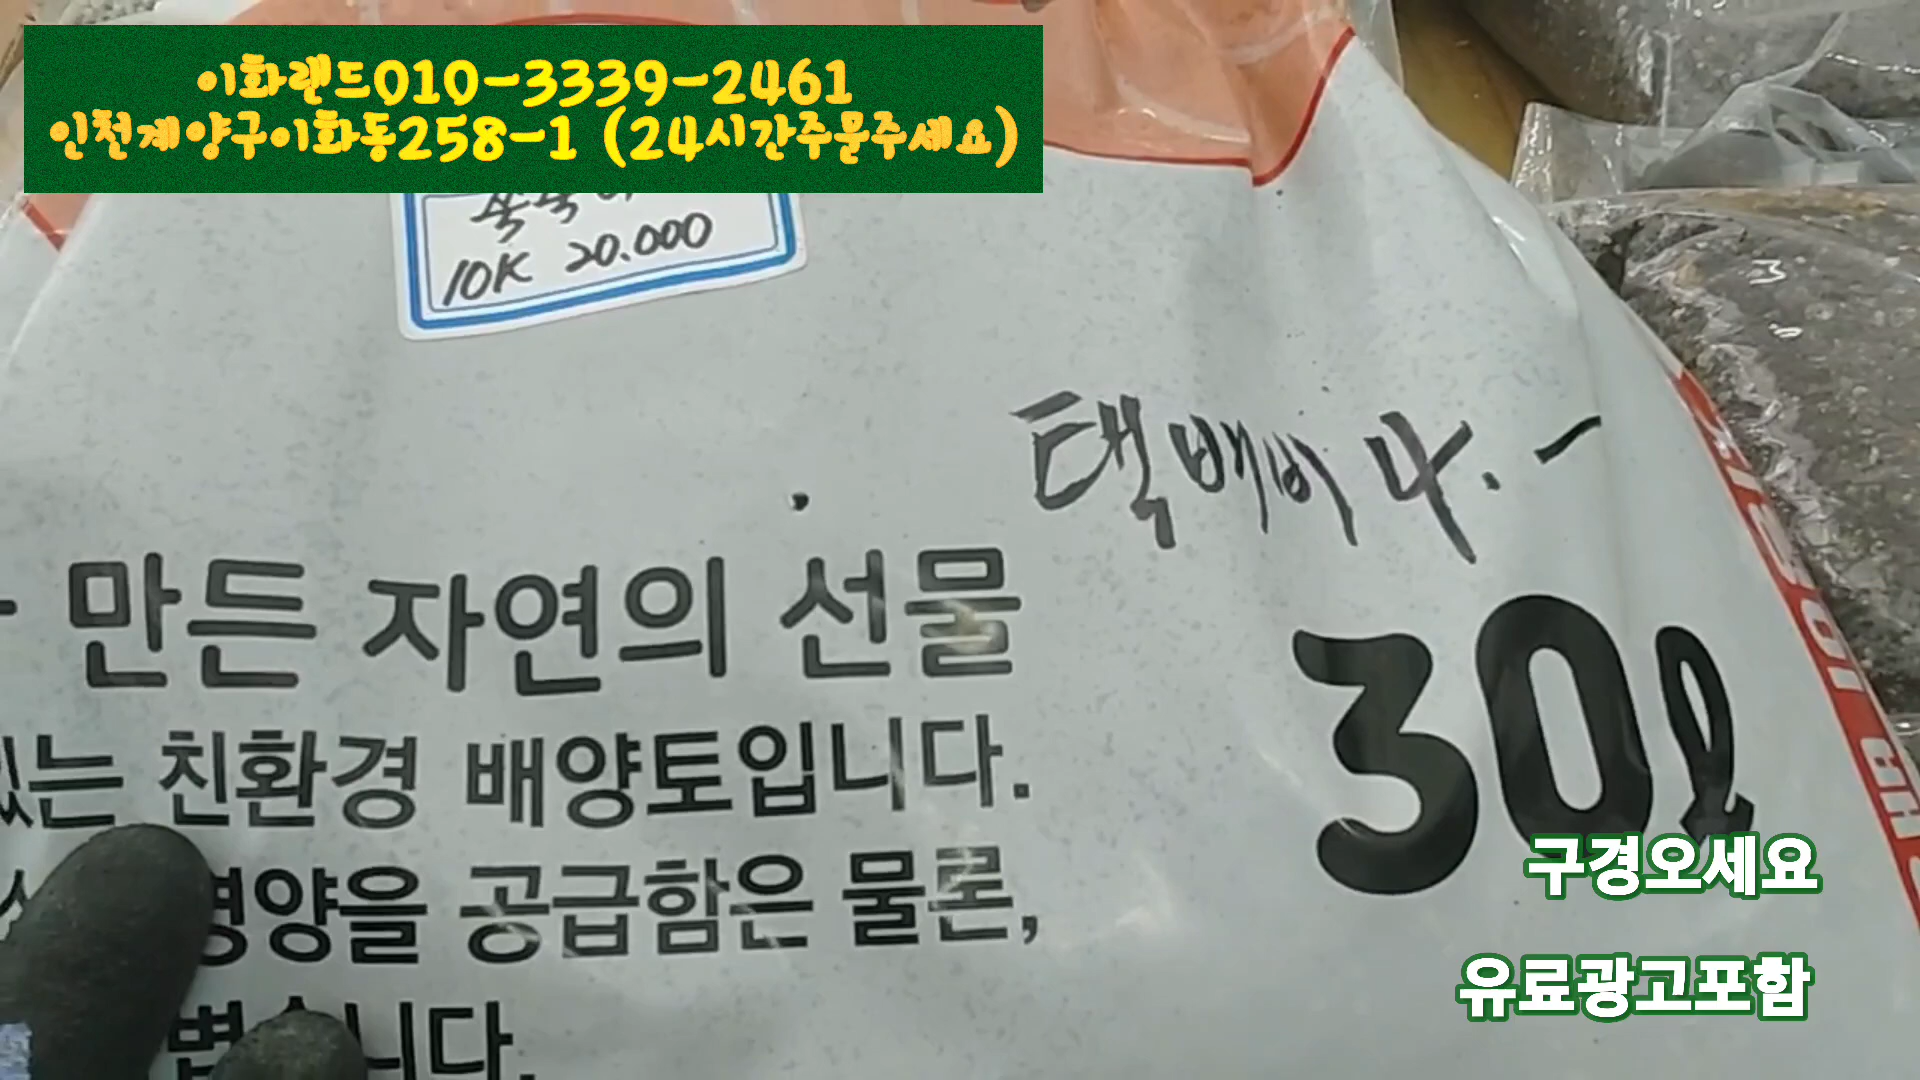 이화랜드010-3339-2461
인천계양구이화동258-1 (24시간주문주세요)
10K 20.000
택배비 4.-
만든 자연의 선물
30ℓ
있는 친환경 배양토입니다.
영양을 공급함은 물론,
니다.
구경오세요
유료광고포함